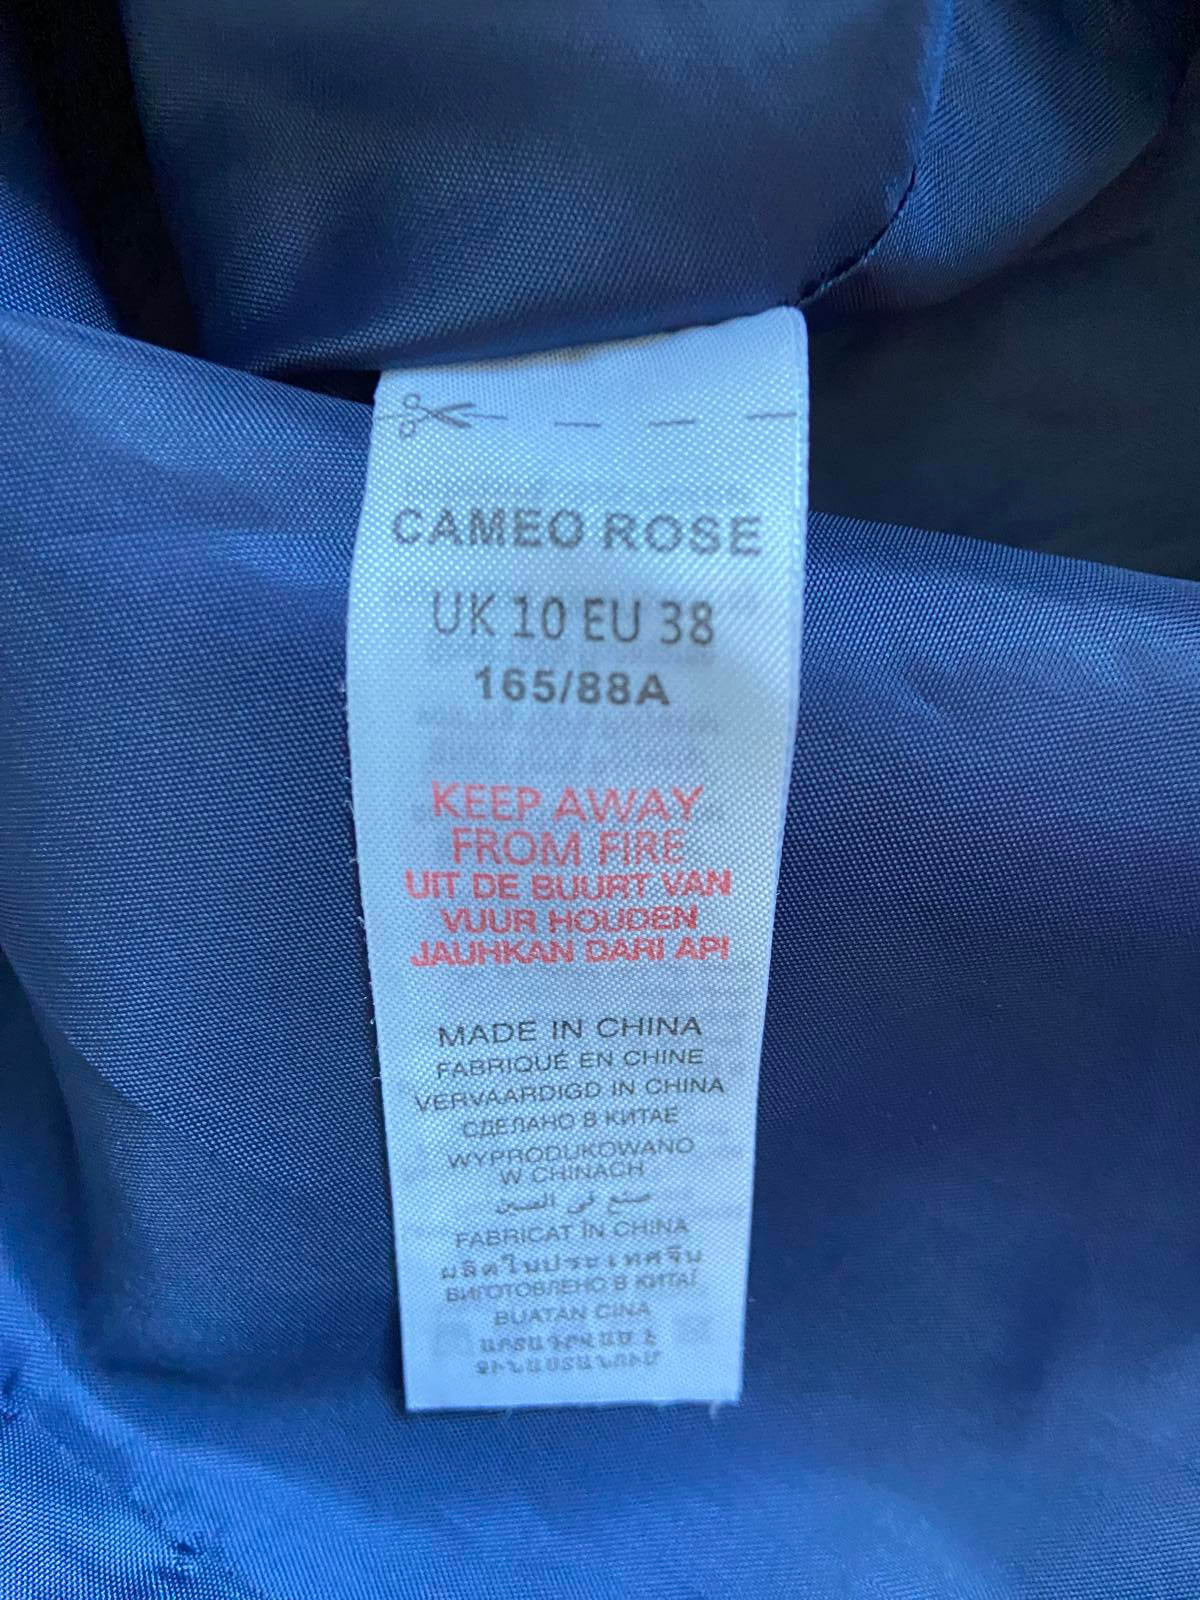 CAMEO ROSE
UK 10 EU 38
165/88A
KEEP AWAY
FROM FIRE
UIT DE BUURT VAN
VUUR HOUDEN
JAUHKAN DARI API
MADE IN CHINA
FABRIQUÉ EN CHINE
VERVAARDIGD IN CHINA
СДЕЛАНО В КИТАЕ
WYPRODUKOWANO
W CHINACH
صنع في الصين
FABRICAT ÎN CHINA
ผลิตในประเทศจีน
ВИГОТОВЛЕНО В КИТАЇ
BUATAN CINA
ԱՐՏԱԴՐՎԱԾ Է
ՉԻՆԱՍՏԱՆՈՒՄ